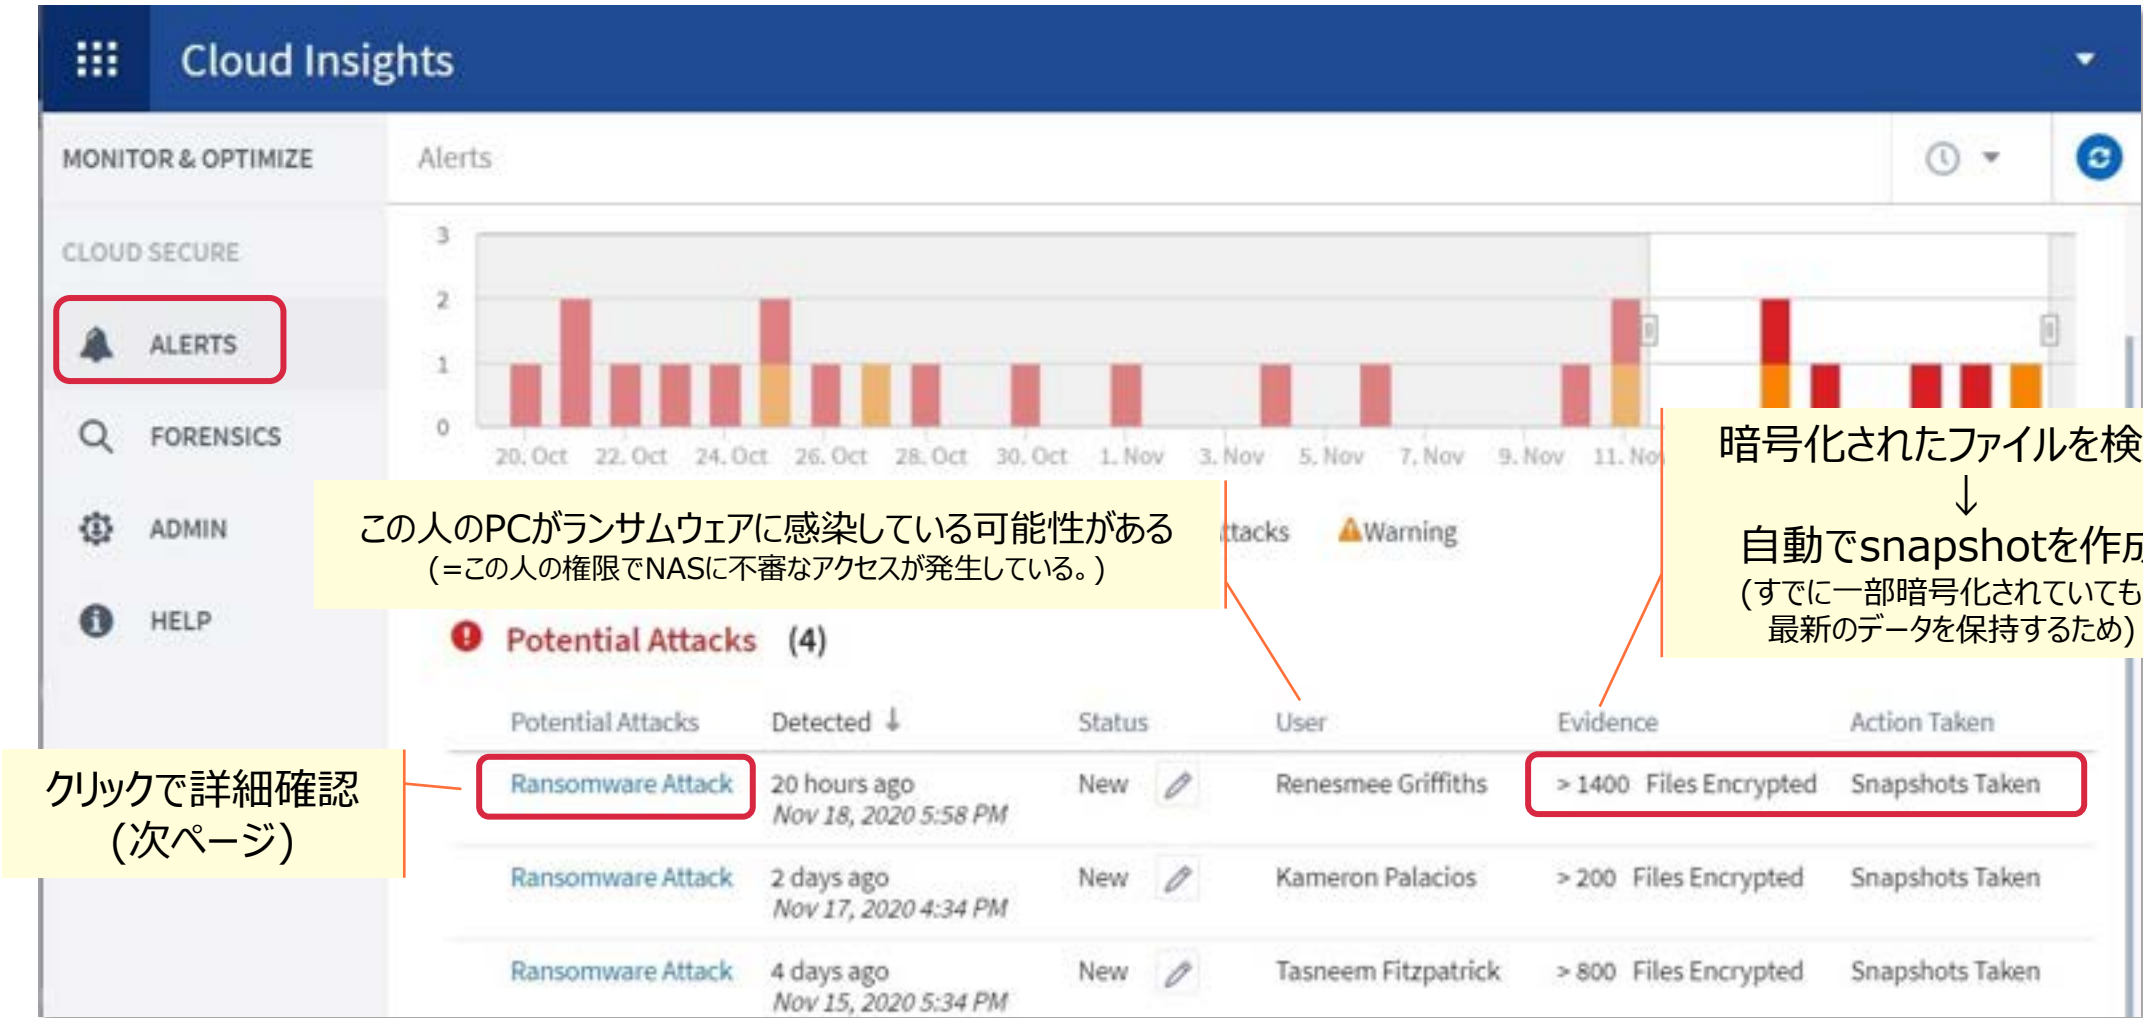 Cloud Insights
MONITOR & OPTIMIZE
Alerts
CLOUD SECURE
ALERTS
FORENSICS
ADMIN
HELP
3
2
1
0
20. Oct 22. Oct 24. Oct 26. Oct 28. Oct 30. Oct 1. Nov 3. Nov 5. Nov 7. Nov 9. Nov 11. No
この人のPCがランサムウェアに感染している可能性がある
(=この人の権限でNASに不審なアクセスが発生している。)
ttacks Warning
暗号化されたファイルを検
↓
自動でsnapshotを作成
(すでに一部暗号化されていても
最新のデータを保持するため)
Potential Attacks (4)
Potential Attacks Detected ↓ Status User Evidence Action Taken
クリックで詳細確認
(次ページ)
Ransomware Attack 20 hours ago New Renesmee Griffiths > 1400 Files Encrypted Snapshots Taken
Nov 18, 2020 5:58 PM
Ransomware Attack 2 days ago New Kameron Palacios > 200 Files Encrypted Snapshots Taken
Nov 17, 2020 4:34 PM
Ransomware Attack 4 days ago New Tasneem Fitzpatrick > 800 Files Encrypted Snapshots Taken
Nov 15, 2020 5:34 PM